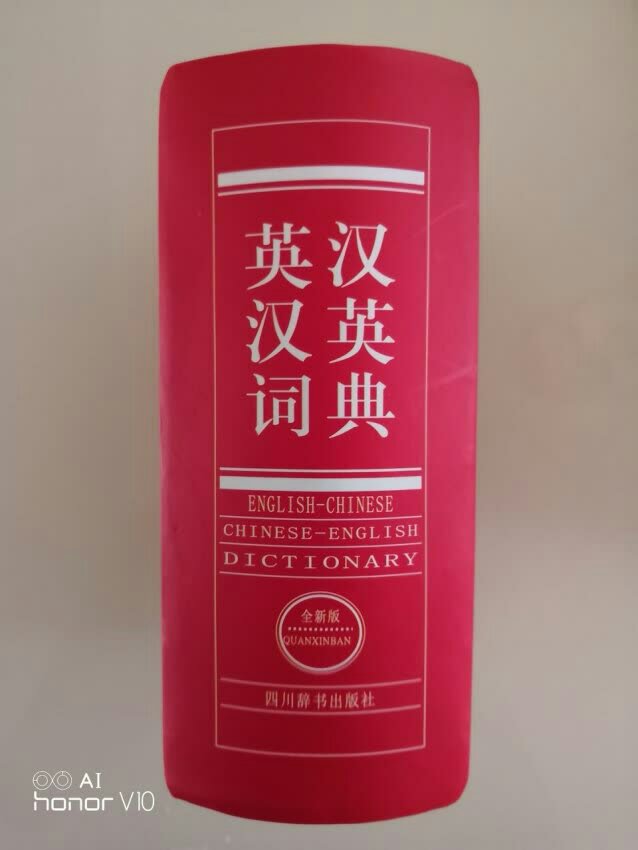 英汉
汉英
词典
ENGLISH-CHINESE
CHINESE-ENGLISH
DICTIONARY
全新版
QUANXINBAN
四川辞书出版社
AI
honor V10